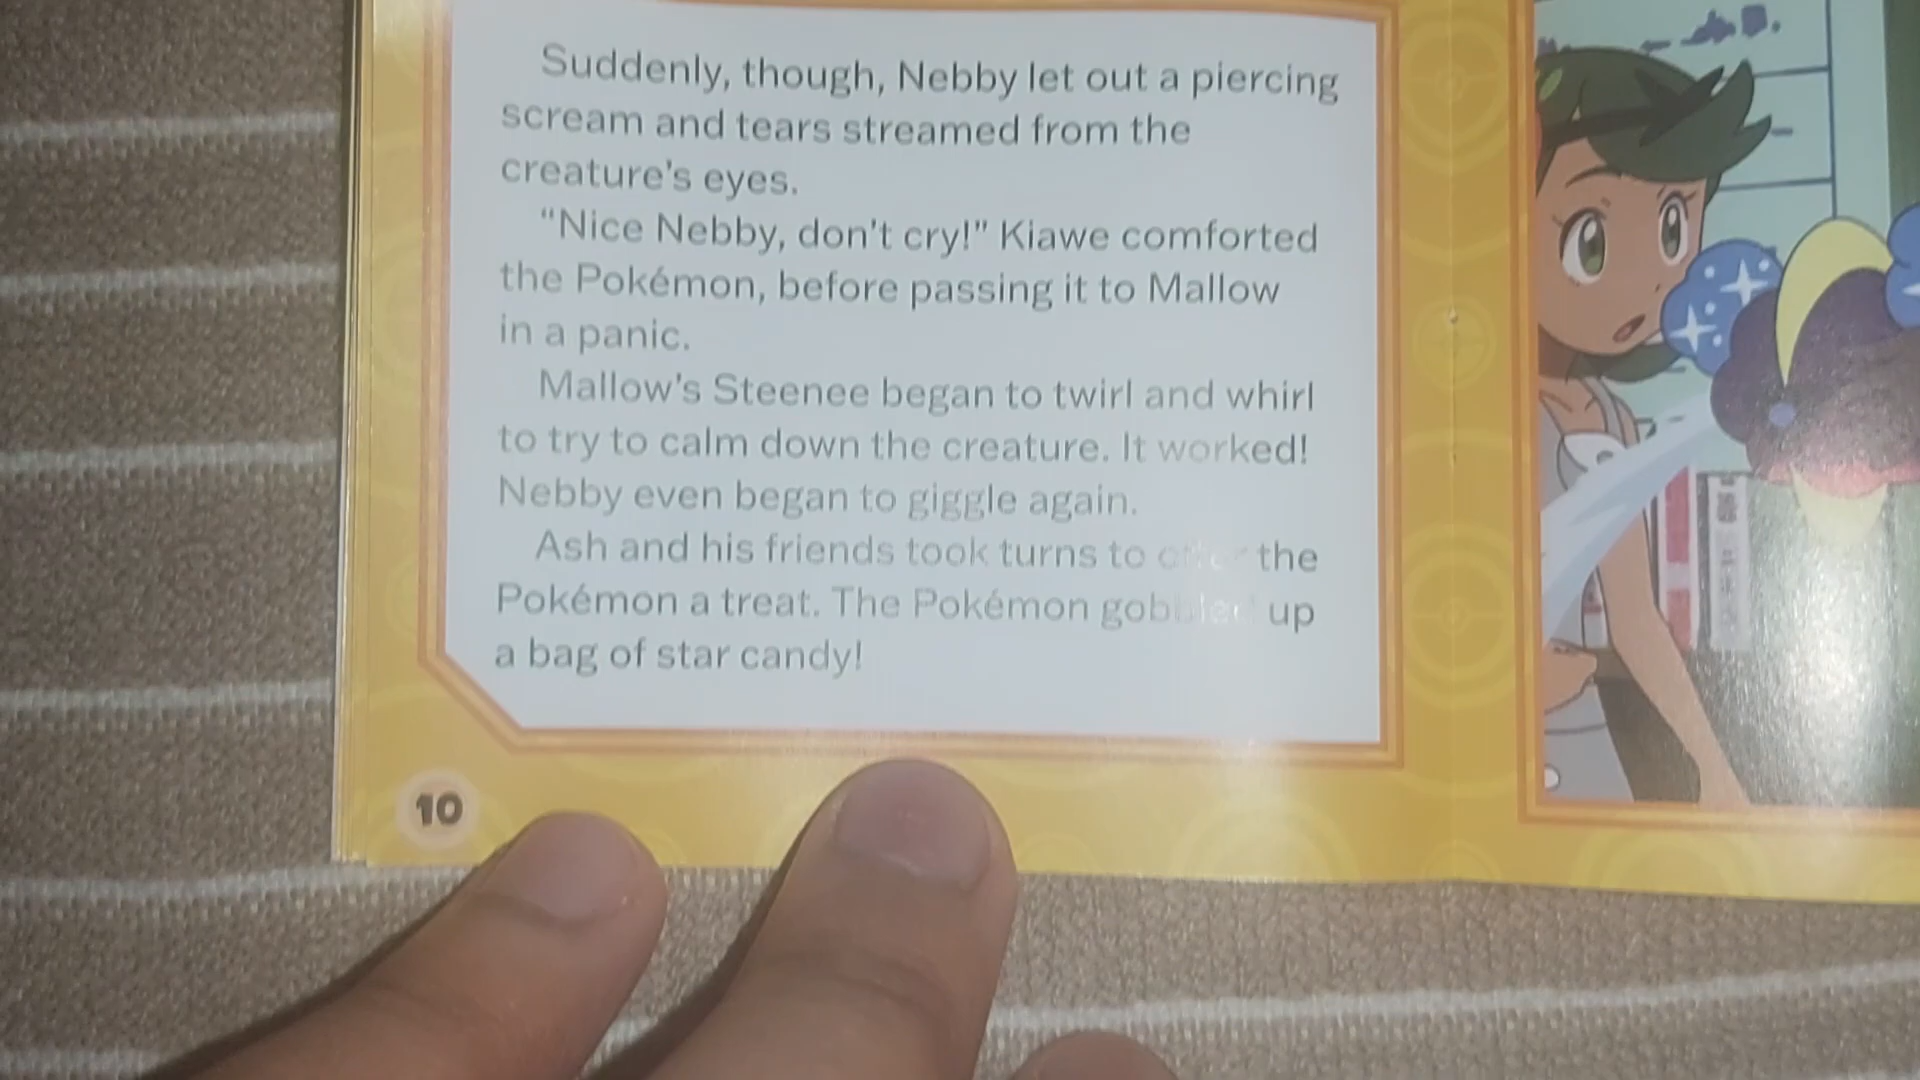 Suddenly, though, Nebby let out a piercing
scream and tears streamed from the
creature's eyes.
“Nice Nebby, don't cry!” Kiawe comforted
the Pokémon, before passing it to Mallow
in a panic.
Mallow's Steenee began to twirl and whirl
to try to calm down the creature. It worked!
Nebby even began to giggle again.
Ash and his friends took turns to offer the
Pokémon a treat. The Pokémon gobbled up
a bag of star candy!
10